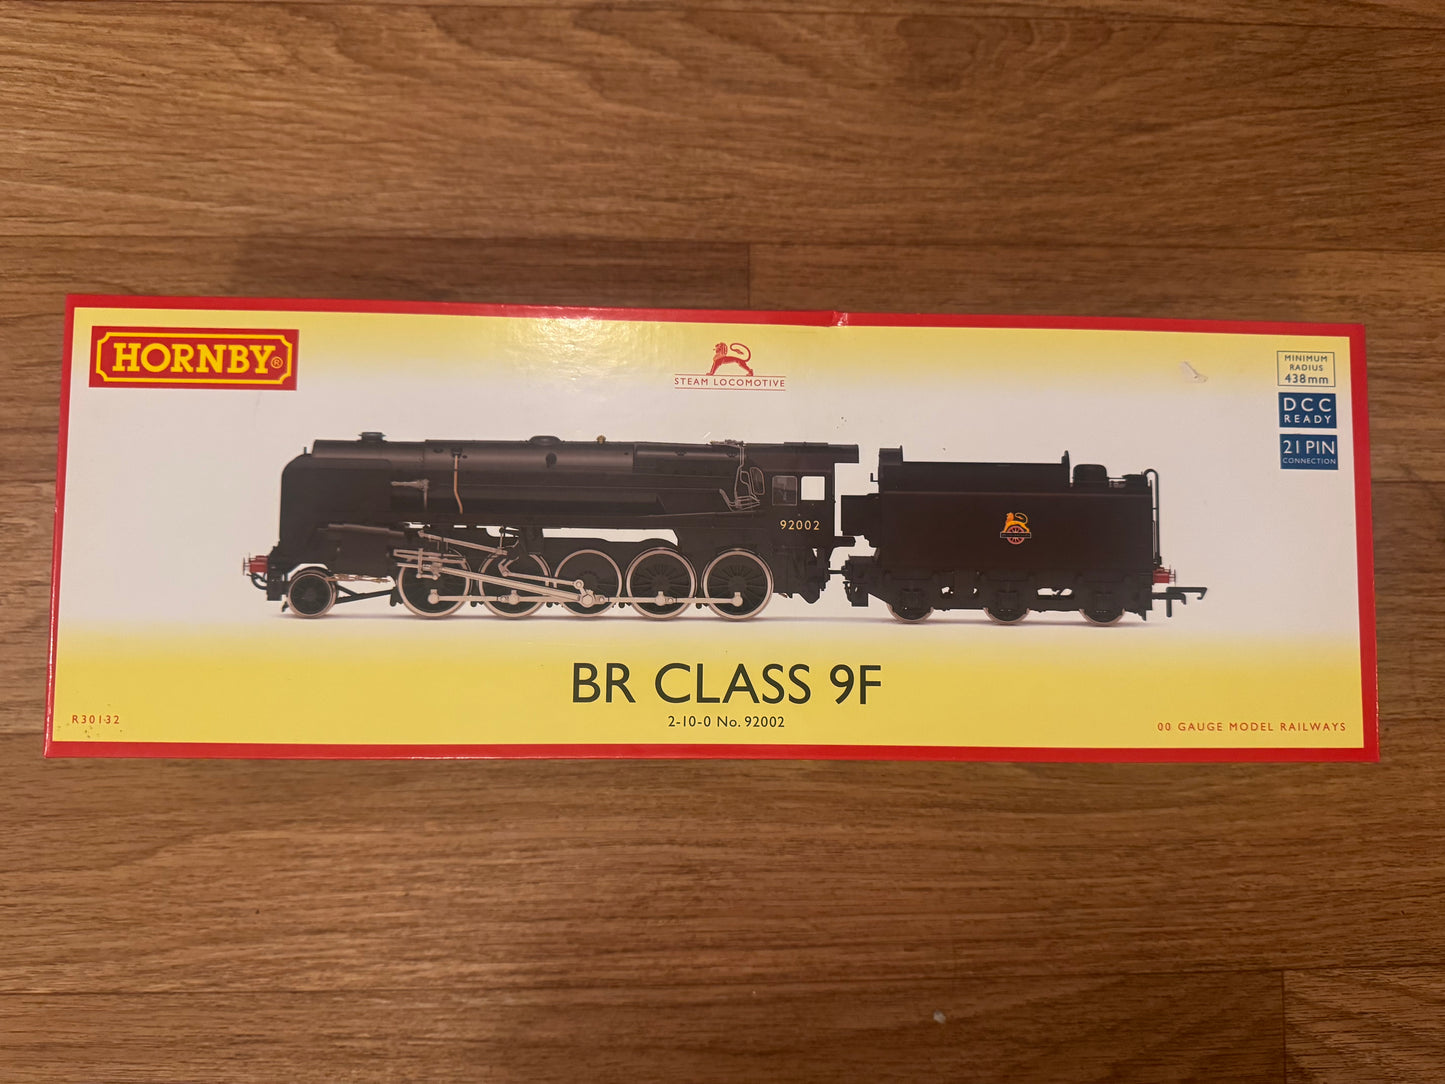 HORNBY®
STEAM LOCOMOTIVE
MINIMUM
RADIUS
438mm
DCC
READY
21 PIN
CONNECTION
92002
BR CLASS 9F
2-10-0 No. 92002
R30132
00 GAUGE MODEL RAILWAYS